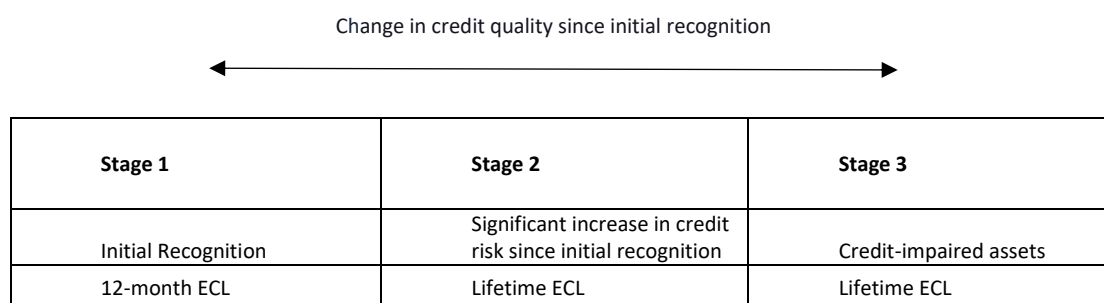 Change in credit quality since initial recognition
Stage 1
Stage 2
Stage 3
Initial Recognition
Significant increase in credit
risk since initial recognition
Credit-impaired assets
12-month ECL
Lifetime ECL
Lifetime ECL